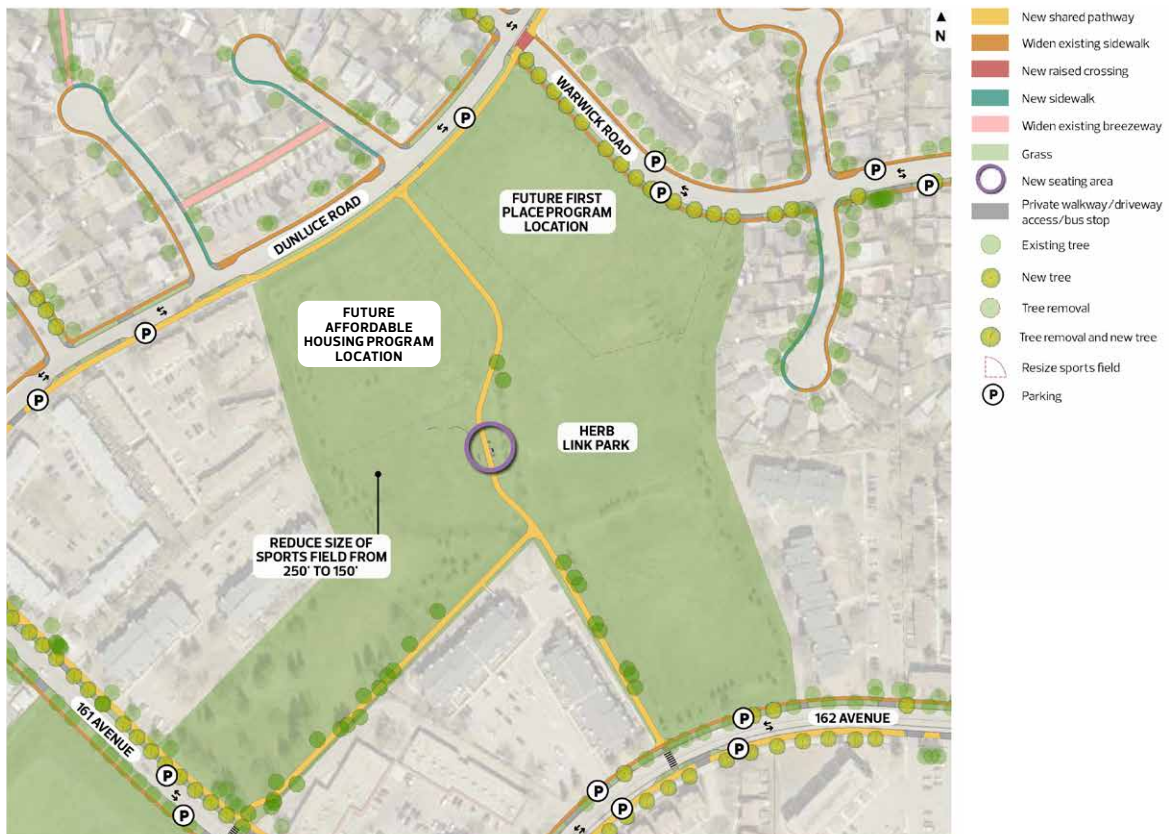 N
WARWICK ROAD
P
P
P
P
P
DUNLUCE ROAD
FUTURE FIRST
PLACE PROGRAM
LOCATION
FUTURE
AFFORDABLE
HOUSING PROGRAM
LOCATION
P
P
HERB
LINK PARK
REDUCE SIZE OF
SPORTS FIELD FROM
250' TO 150'
161 AVENUE
P
P
162 AVENUE
P
P
P
P
New shared pathway
Widen existing sidewalk
New raised crossing
New sidewalk
Widen existing breezeway
Grass
New seating area
Private walkway/driveway
access/bus stop
Existing tree
New tree
Tree removal
Tree removal and new tree
Resize sports field
P Parking